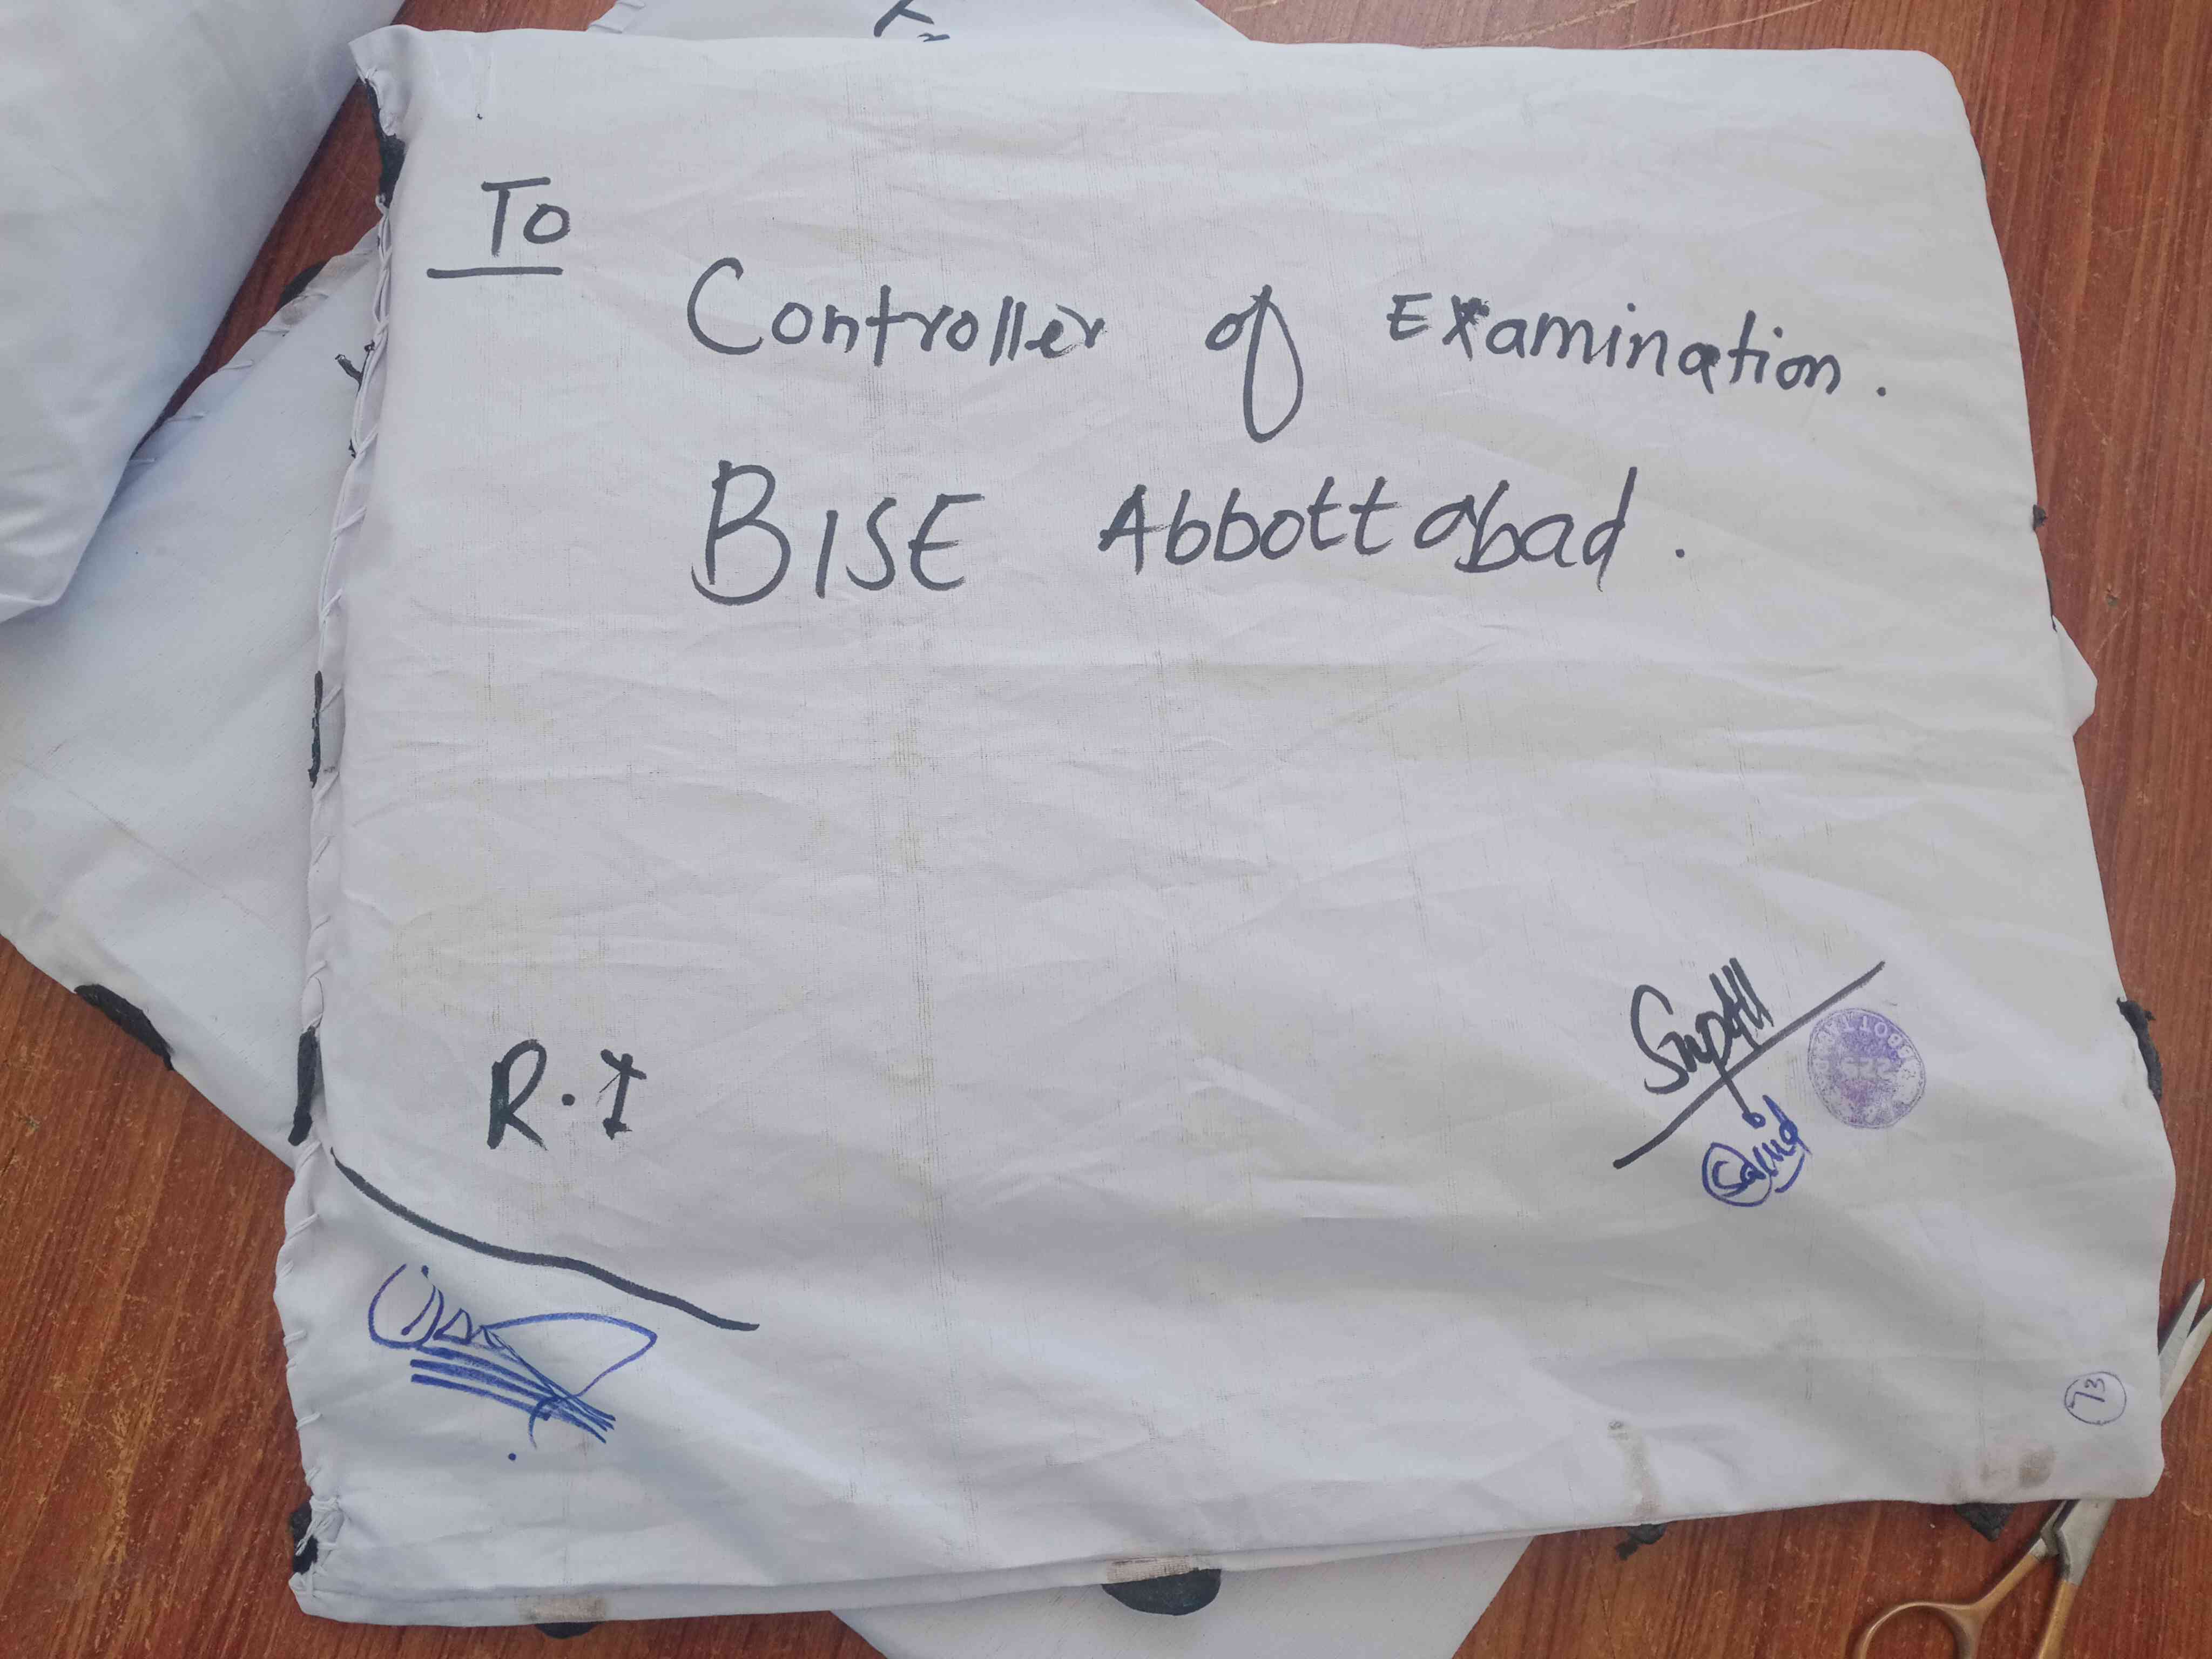 To
Controller of Examination.
BISE Abbottabad.
R.I
Supdtt
73